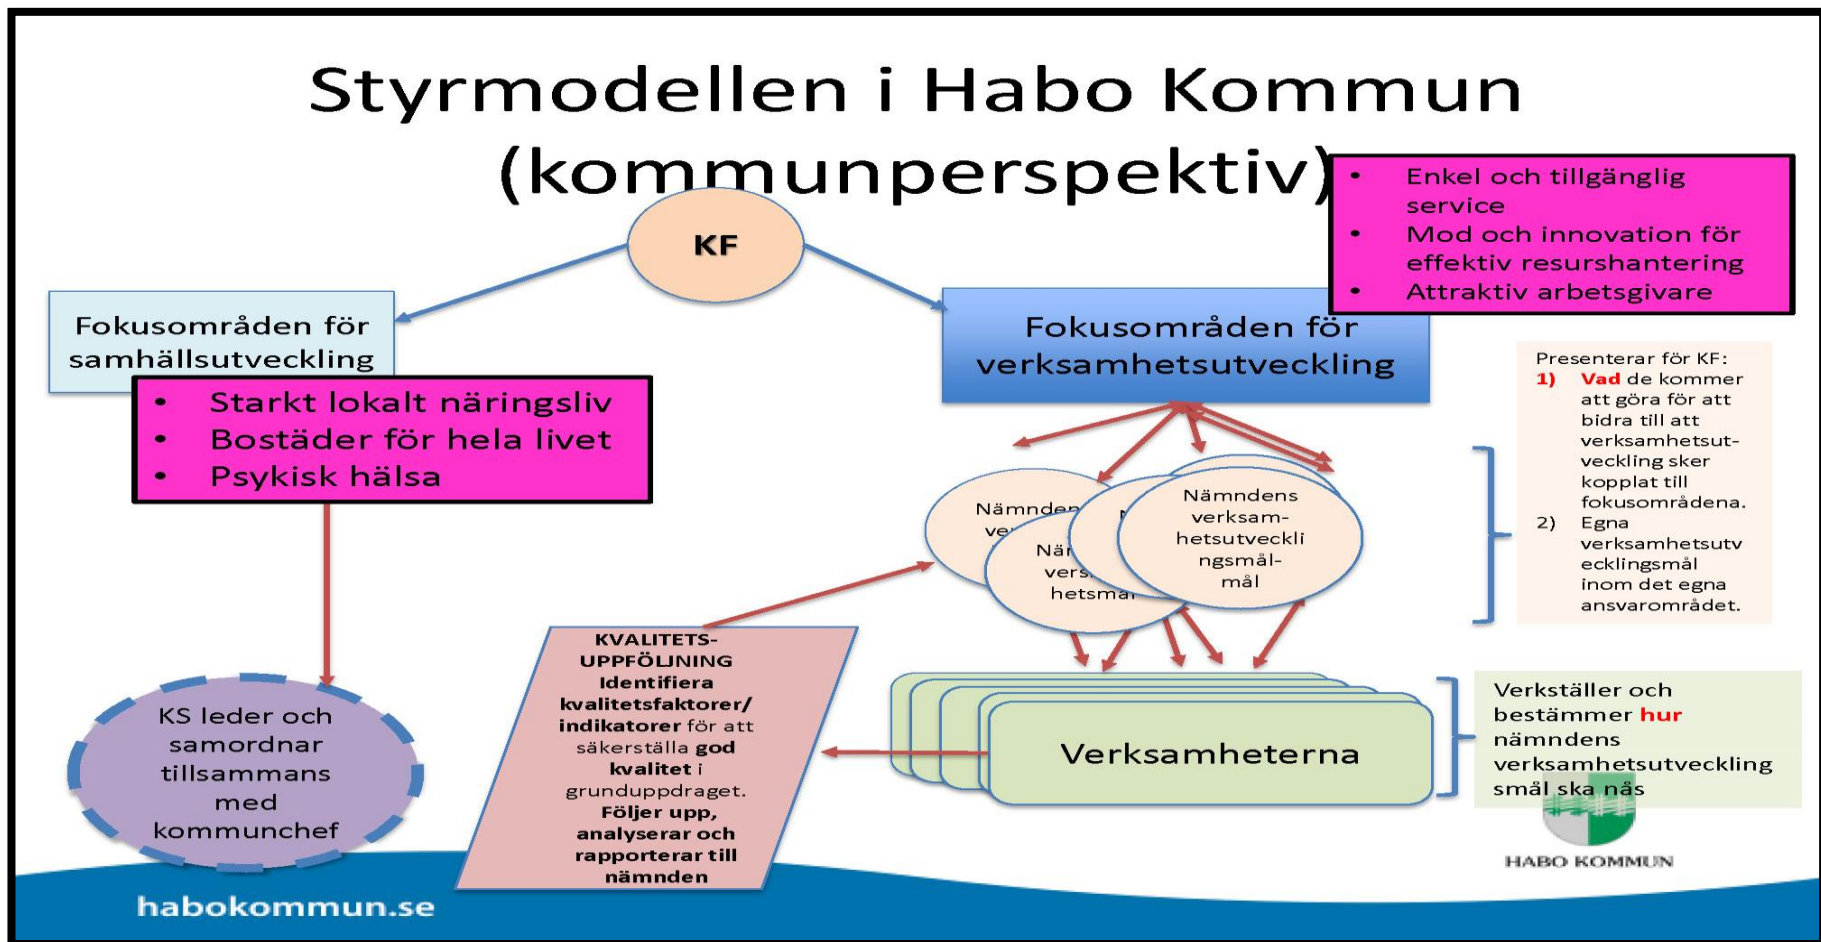 Styrmodellen i Habo Kommun
(kommunperspektiv)
KF
• Enkel och tillgänglig
service
• Mod och innovation för
effektiv resurshantering
• Attraktiv arbetsgivare
Fokusområden för
samhällsutveckling
• Starkt lokalt näringsliv
• Bostäder för hela livet
• Psykisk hälsa
Fokusområden för
verksamhetsutveckling
Presenterar för KF:
1) Vad de kommer
att göra för att
bidra till att
verksamhetsut-
veckling sker
kopplat till
fokusområdena.
2) Egna
verksamhetsutv
ecklingsmål
inom det egna
ansvarområdet.
Nämndens
verksam-
hetsutveckli
ngsmål-
mål
hetsmål
KS leder och
samordnar
tillsammans
med
kommunchef
KVALITETS-
UPPFÖLJNING
Identifiera
kvalitetsfaktorer/
indikatorer för att
säkerställa god
kvalitet i
grunduppdraget.
Följer upp,
analyserar och
rapporterar till
nämnden
Verksamheterna
Verkställer och
bestämmer hur
nämndens
verksamhetsutveckling
smål ska nås
HABO KOMMUN
habokommun.se